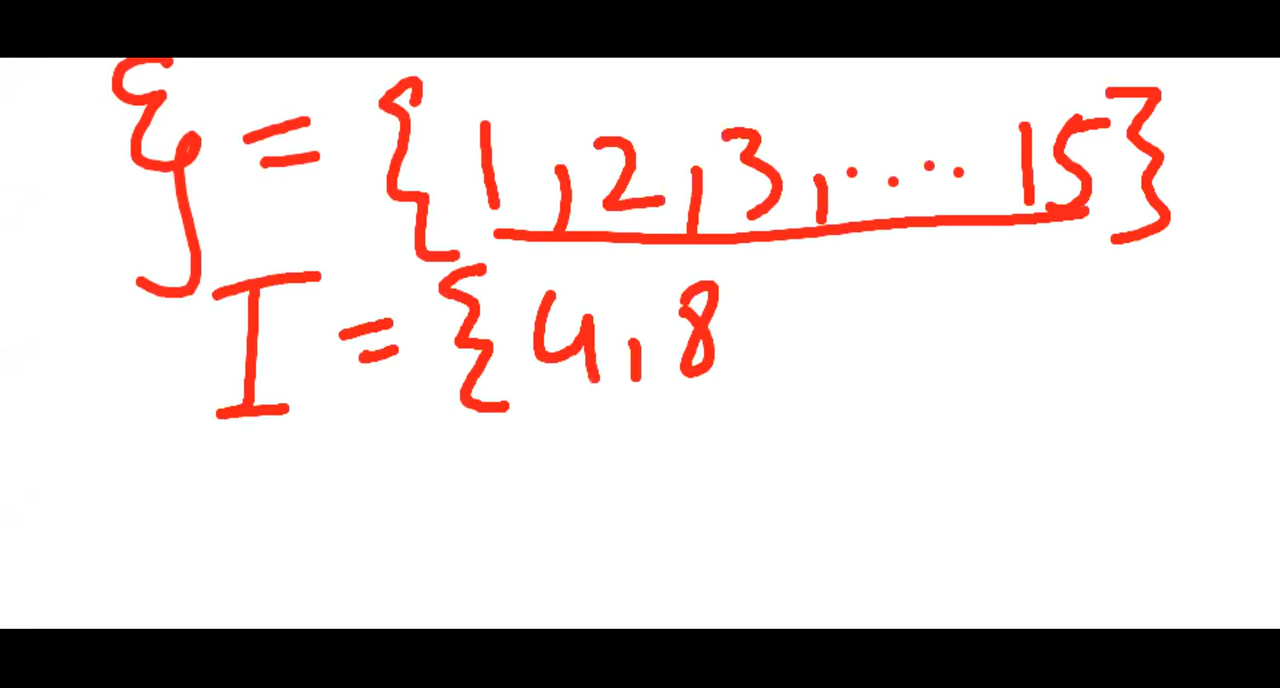 ξ = {1,2,3,.... 15}
I = {4,8